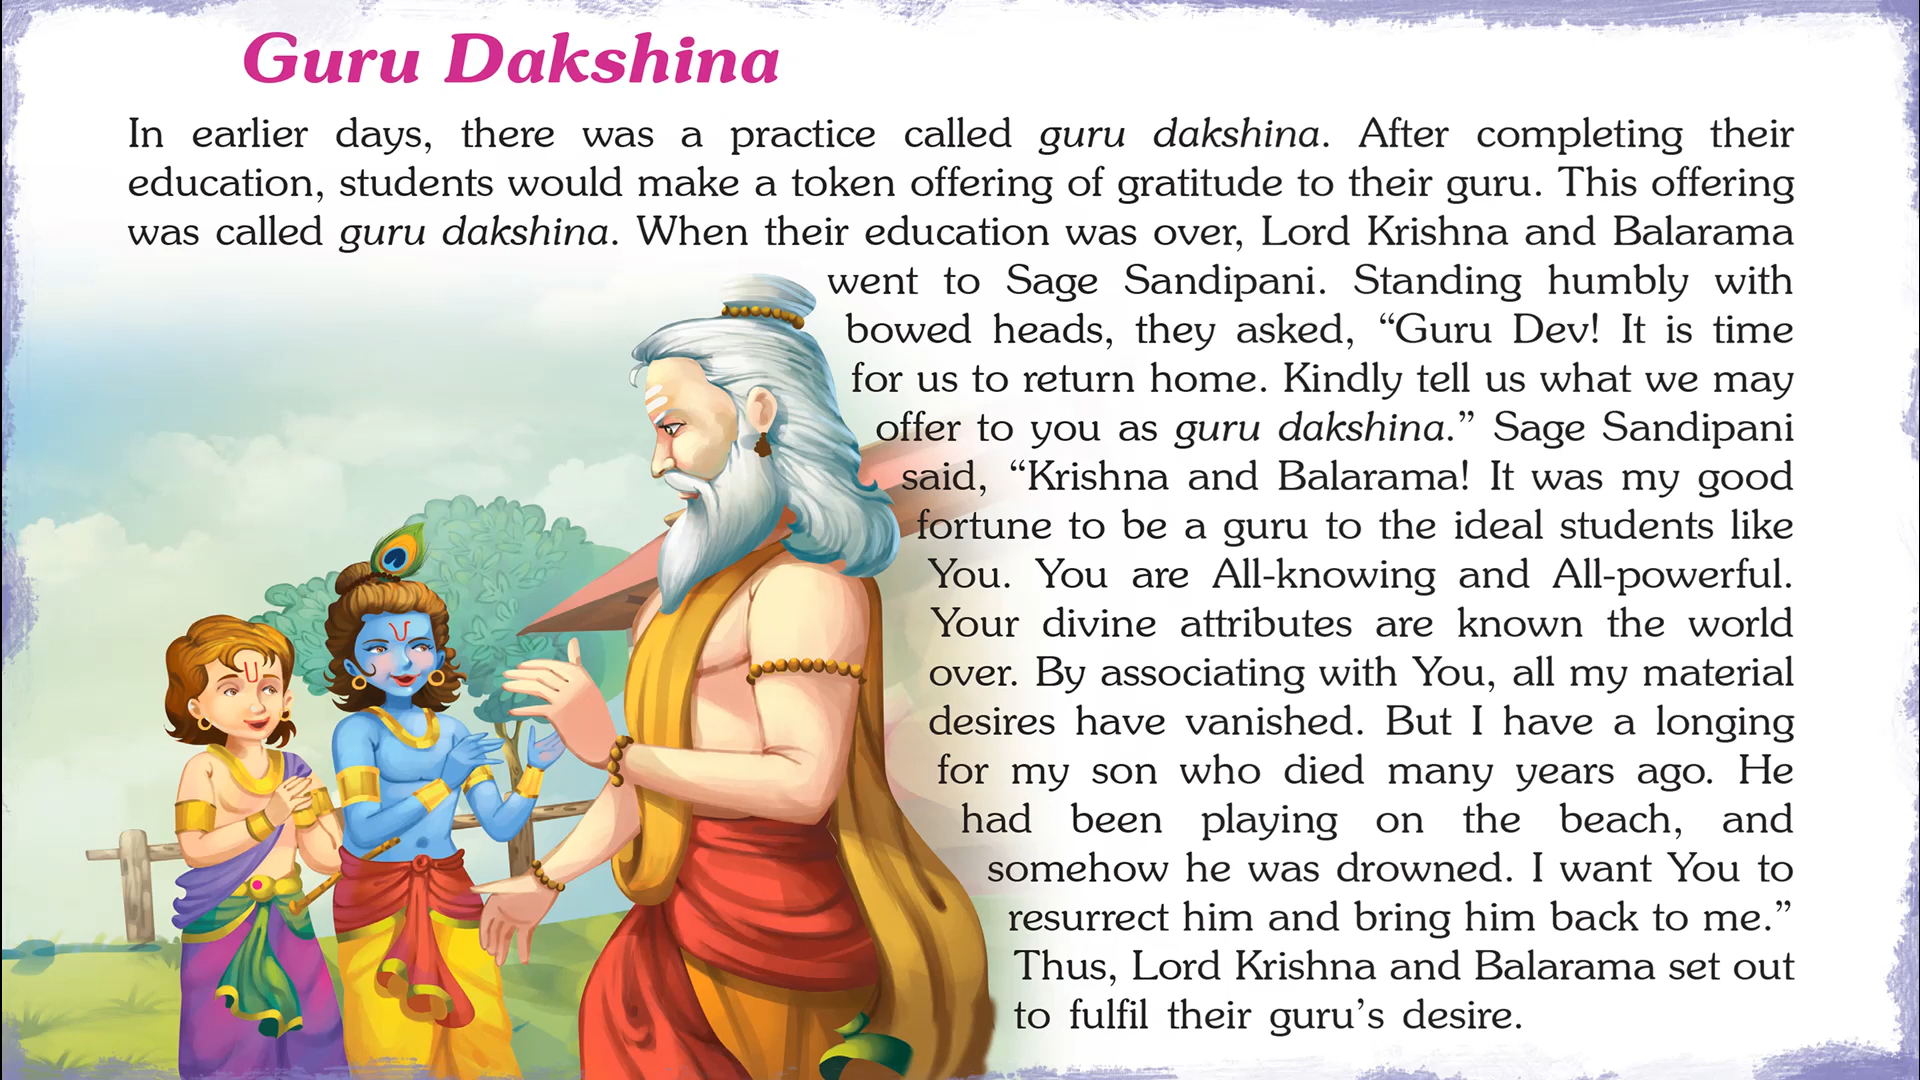 Guru Dakshina
In earlier days, there was a practice called guru dakshina. After completing their
education, students would make a token offering of gratitude to their guru. This offering
was called guru dakshina. When their education was over, Lord Krishna and Balarama
went to Sage Sandipani. Standing humbly with
bowed heads, they asked, “Guru Dev! It is time
for us to return home. Kindly tell us what we may
offer to you as guru dakshina.” Sage Sandipani
said, “Krishna and Balarama! It was my good
fortune to be a guru to the ideal students like
You. You are All-knowing and All-powerful.
Your divine attributes are known the world
over. By associating with You, all my material
desires have vanished. But I have a longing
for my son who died many years ago. He
had been playing on the beach, and
somehow he was drowned. I want You to
resurrect him and bring him back to me.”
Thus, Lord Krishna and Balarama set out
to fulfil their guru’s desire.